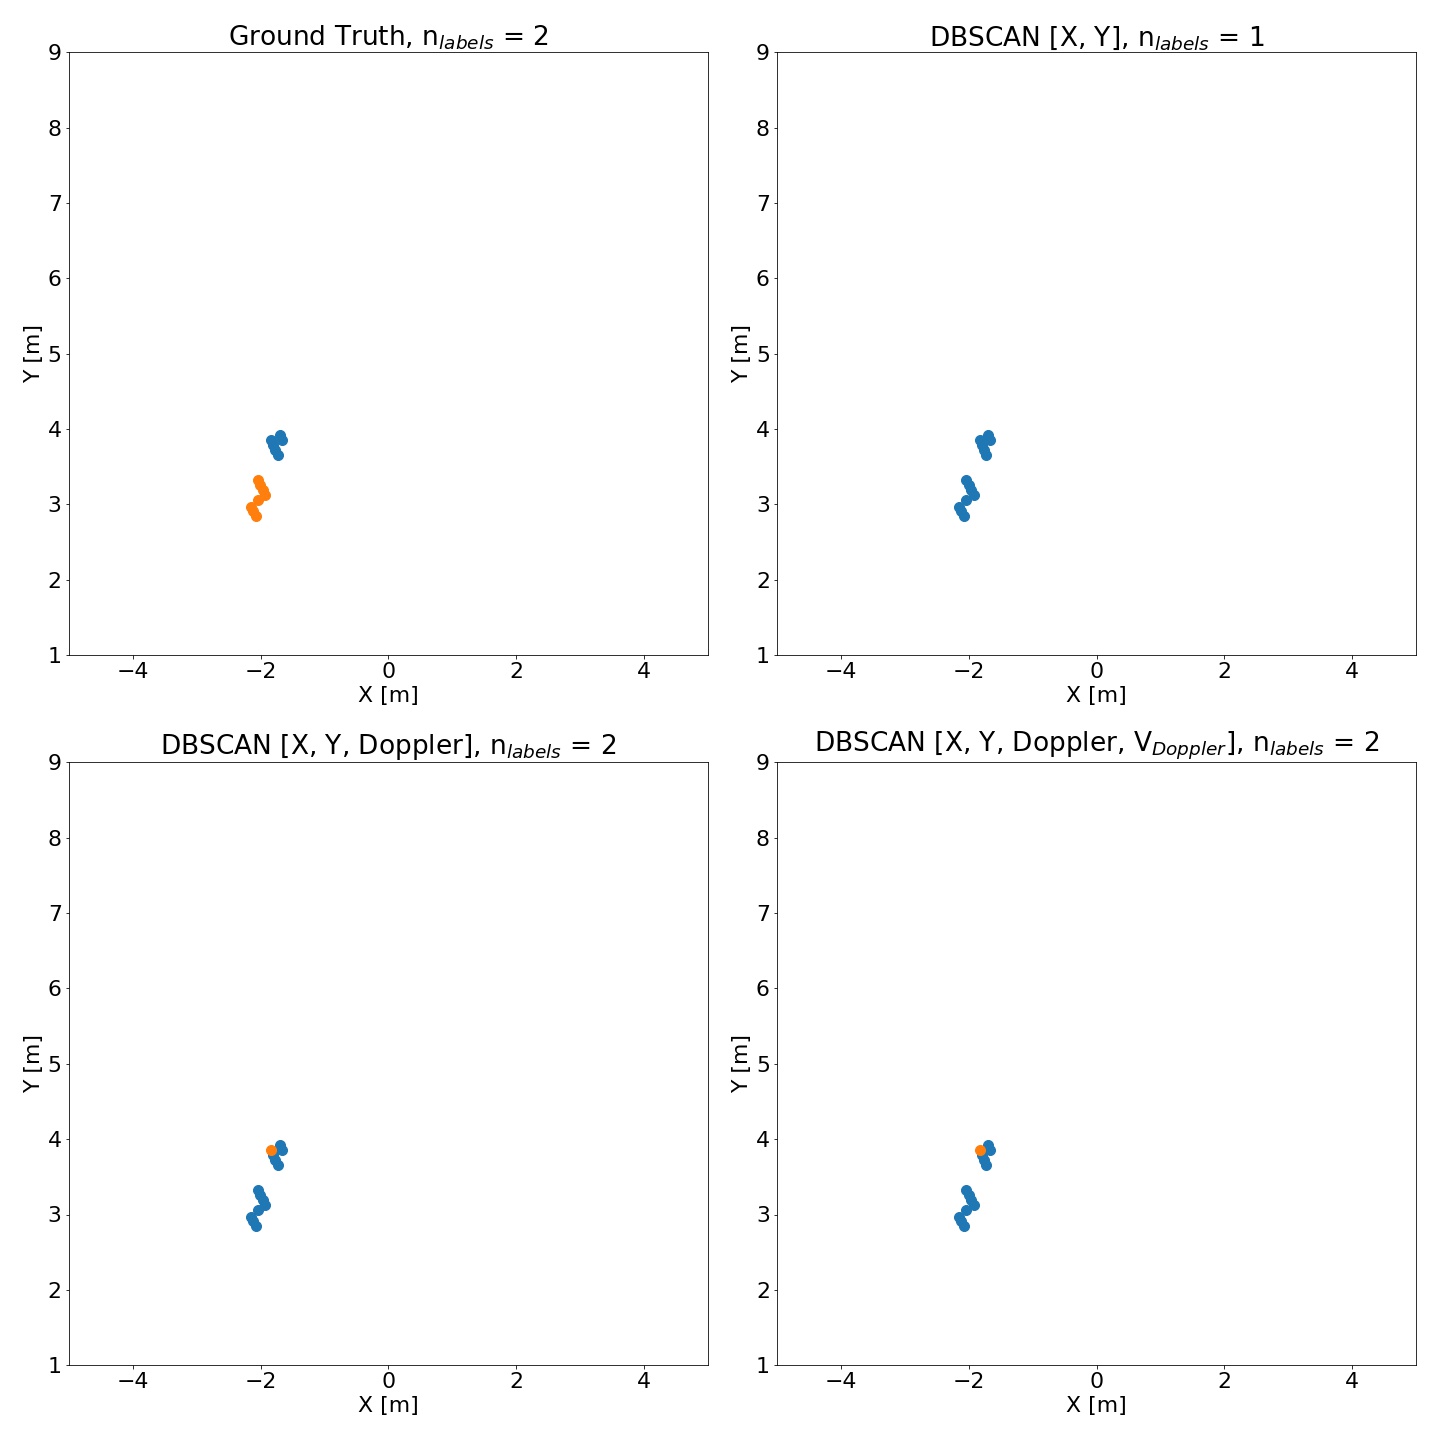 Ground Truth, n_labels = 2
9
8
7
6
5
4
3
2
1
Y [m]
−4 −2 0 2 4
X [m]
DBSCAN [X, Y], n_labels = 1
9
8
7
6
5
4
3
2
1
Y [m]
−4 −2 0 2 4
X [m]
DBSCAN [X, Y, Doppler], n_labels = 2
9
8
7
6
5
4
3
2
1
Y [m]
−4 −2 0 2 4
X [m]
DBSCAN [X, Y, Doppler, V_Doppler], n_labels = 2
9
8
7
6
5
4
3
2
1
Y [m]
−4 −2 0 2 4
X [m]